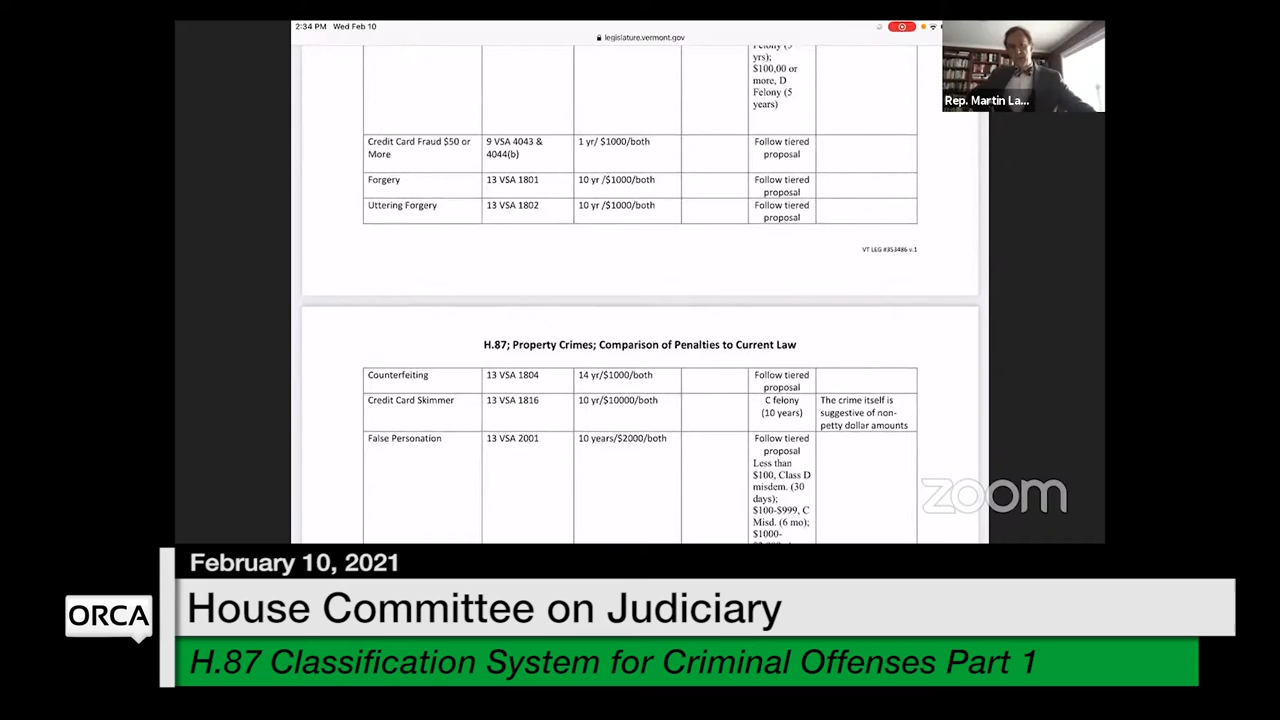 2:34 PM Wed Feb 10
legislature.vermont.gov
Rep. Martin La...
yrs);
$100,00 or
more, D
Felony (5
years)
Credit Card Fraud $50 or More 9 VSA 4043 & 4044(b) 1 yr/ $1000/both Follow tiered proposal
Forgery 13 VSA 1801 10 yr /$1000/both Follow tiered proposal
Uttering Forgery 13 VSA 1802 10 yr /$1000/both Follow tiered proposal
VT LEG #353486 v.1
H.87; Property Crimes; Comparison of Penalties to Current Law
Counterfeiting 13 VSA 1804 14 yr/$1000/both Follow tiered proposal
Credit Card Skimmer 13 VSA 1816 10 yr/$10000/both C felony (10 years) The crime itself is suggestive of non-petty dollar amounts
False Personation 13 VSA 2001 10 years/$2000/both Follow tiered proposal
Less than
$100, Class D
misdem. (30
days);
$100-$999, C
Misd. (6 mo);
$1000-
zoom
February 10, 2021
ORCA
House Committee on Judiciary
H.87 Classification System for Criminal Offenses Part 1